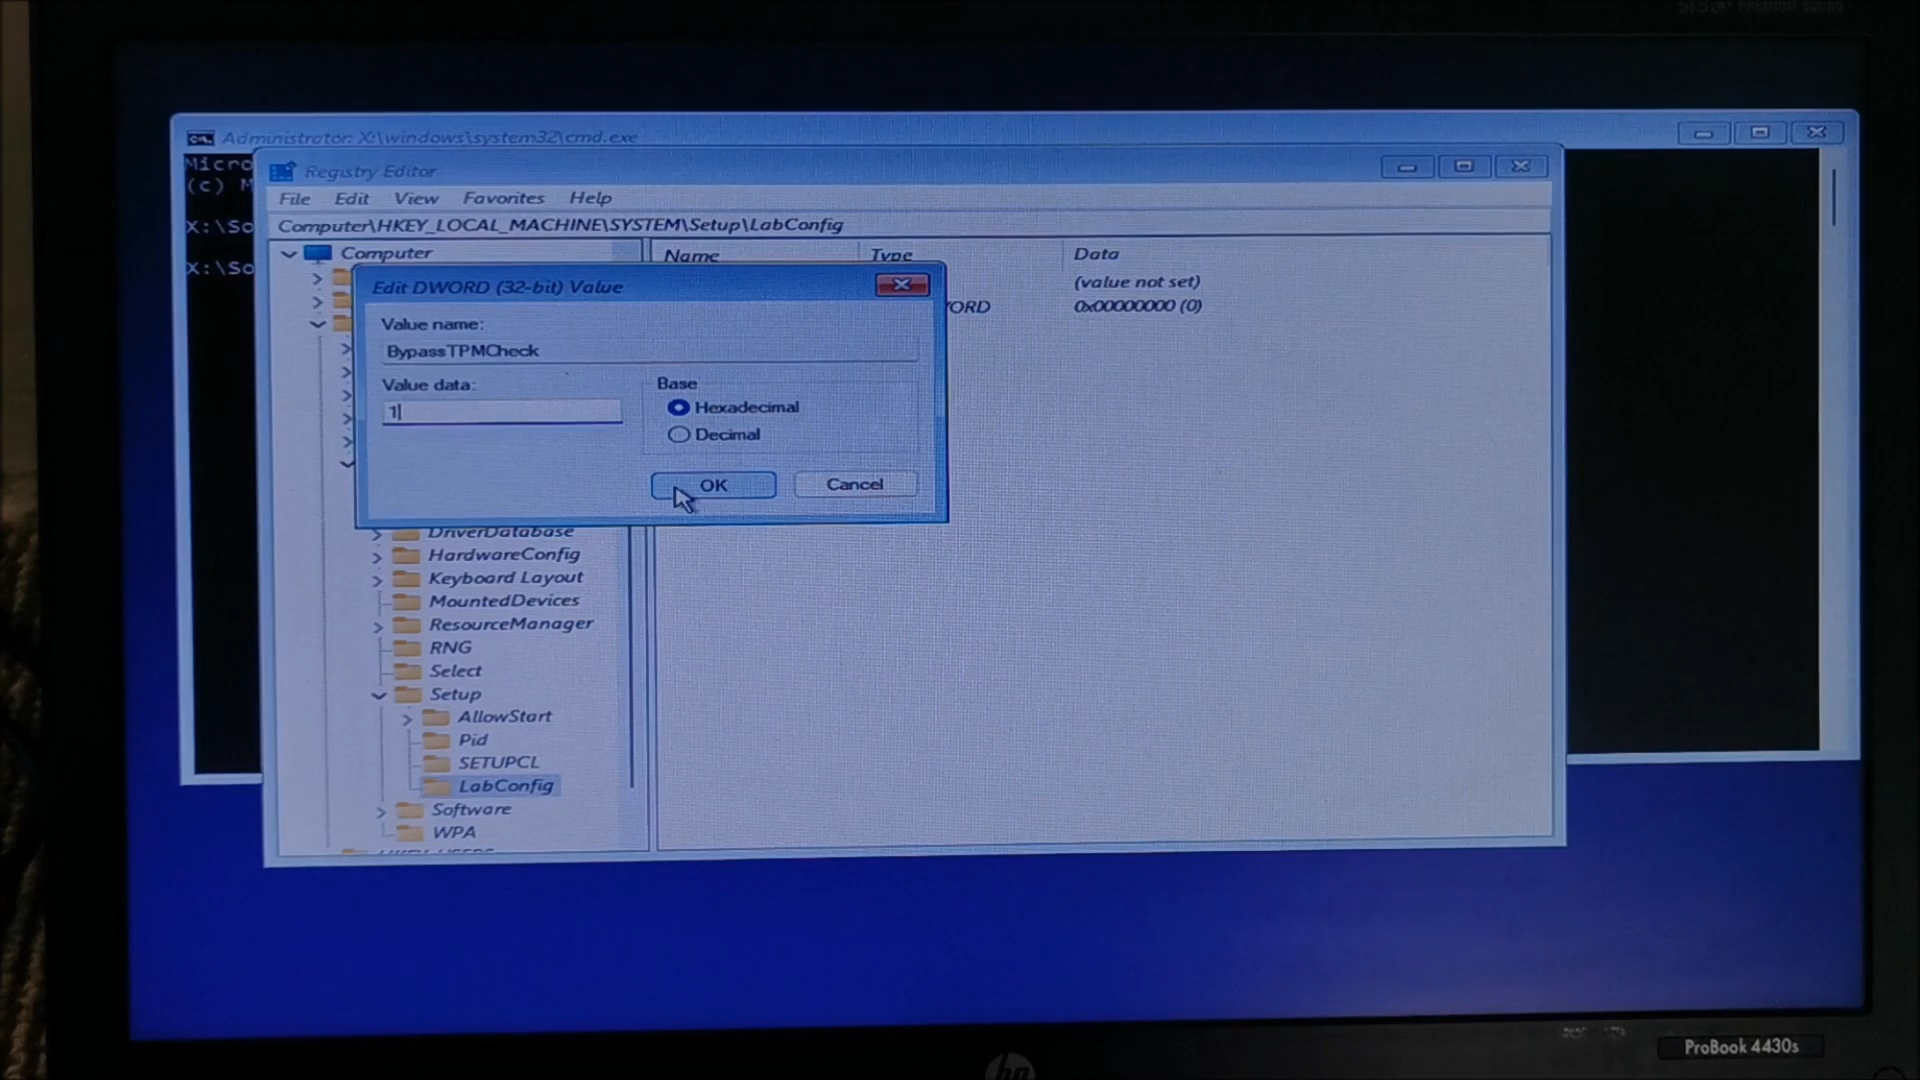 PREMIUM SOUND
Administrator: X:\windows\system32\cmd.exe
Micro
(c) M
X:\So
X:\So
Registry Editor
File Edit View Favorites Help
Computer\HKEY_LOCAL_MACHINE\SYSTEM\Setup\LabConfig
Computer
Name Type Data
(value not set)
ORD 0x00000000 (0)
Edit DWORD (32-bit) Value
Value name:
BypassTPMCheck
Value data:
1
Base
Hexadecimal
Decimal
OK Cancel
DriverDatabase
HardwareConfig
Keyboard Layout
MountedDevices
ResourceManager
RNG
Select
Setup
AllowStart
Pid
SETUPCL
LabConfig
Software
WPA
hp
ProBook 4430s